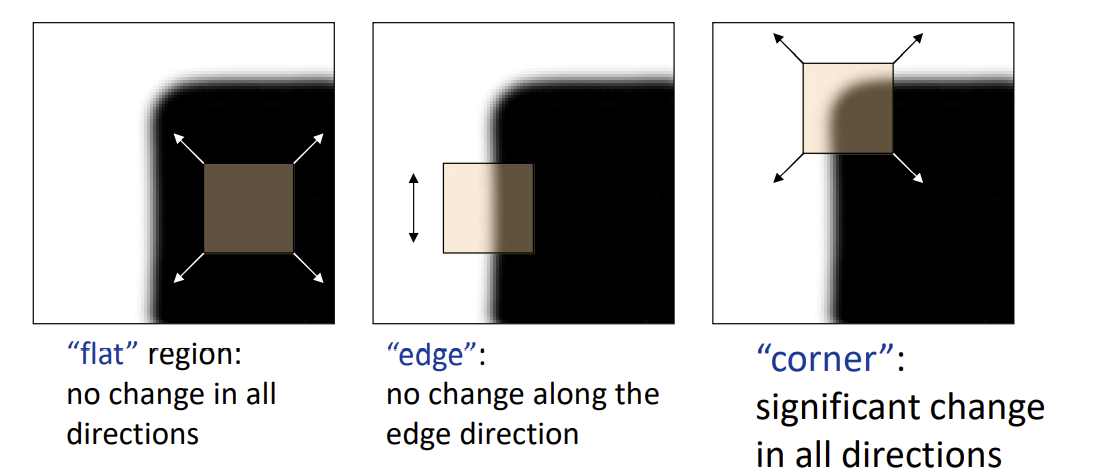 “flat” region:
no change in all
directions
“edge”:
no change along the
edge direction
“corner”:
significant change
in all directions